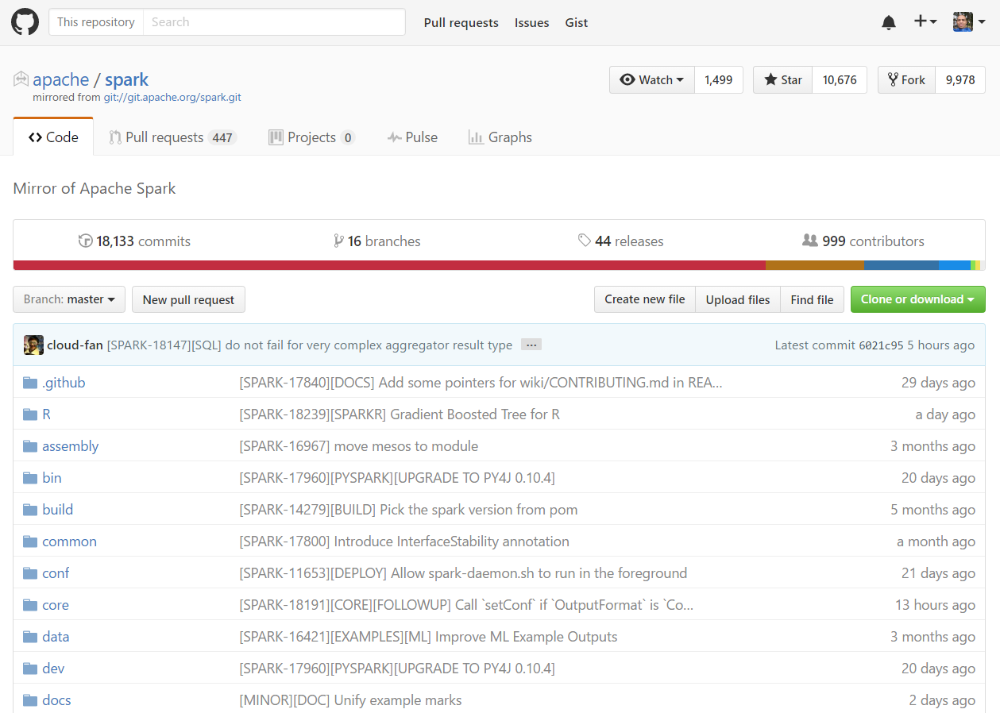 This repository Search Pull requests Issues Gist
apache / spark Watch 1,499 Star 10,676 Fork 9,978
mirrored from git://git.apache.org/spark.git
Code Pull requests 447 Projects 0 Pulse Graphs
Mirror of Apache Spark
18,133 commits 16 branches 44 releases 999 contributors
Branch: master New pull request Create new file Upload files Find file Clone or download
cloud-fan [SPARK-18147][SQL] do not fail for very complex aggregator result type ... Latest commit 6021c95 5 hours ago
.github [SPARK-17840][DOCS] Add some pointers for wiki/CONTRIBUTING.md in REA... 29 days ago
R [SPARK-18239][SPARKR] Gradient Boosted Tree for R a day ago
assembly [SPARK-16967] move mesos to module 3 months ago
bin [SPARK-17960][PYSPARK][UPGRADE TO PY4J 0.10.4] 20 days ago
build [SPARK-14279][BUILD] Pick the spark version from pom 5 months ago
common [SPARK-17800] Introduce InterfaceStability annotation a month ago
conf [SPARK-11653][DEPLOY] Allow spark-daemon.sh to run in the foreground 21 days ago
core [SPARK-18191][CORE][FOLLOWUP] Call `setConf` if `OutputFormat` is `Co... 13 hours ago
data [SPARK-16421][EXAMPLES][ML] Improve ML Example Outputs 3 months ago
dev [SPARK-17960][PYSPARK][UPGRADE TO PY4J 0.10.4] 20 days ago
docs [MINOR][DOC] Unify example marks 2 days ago